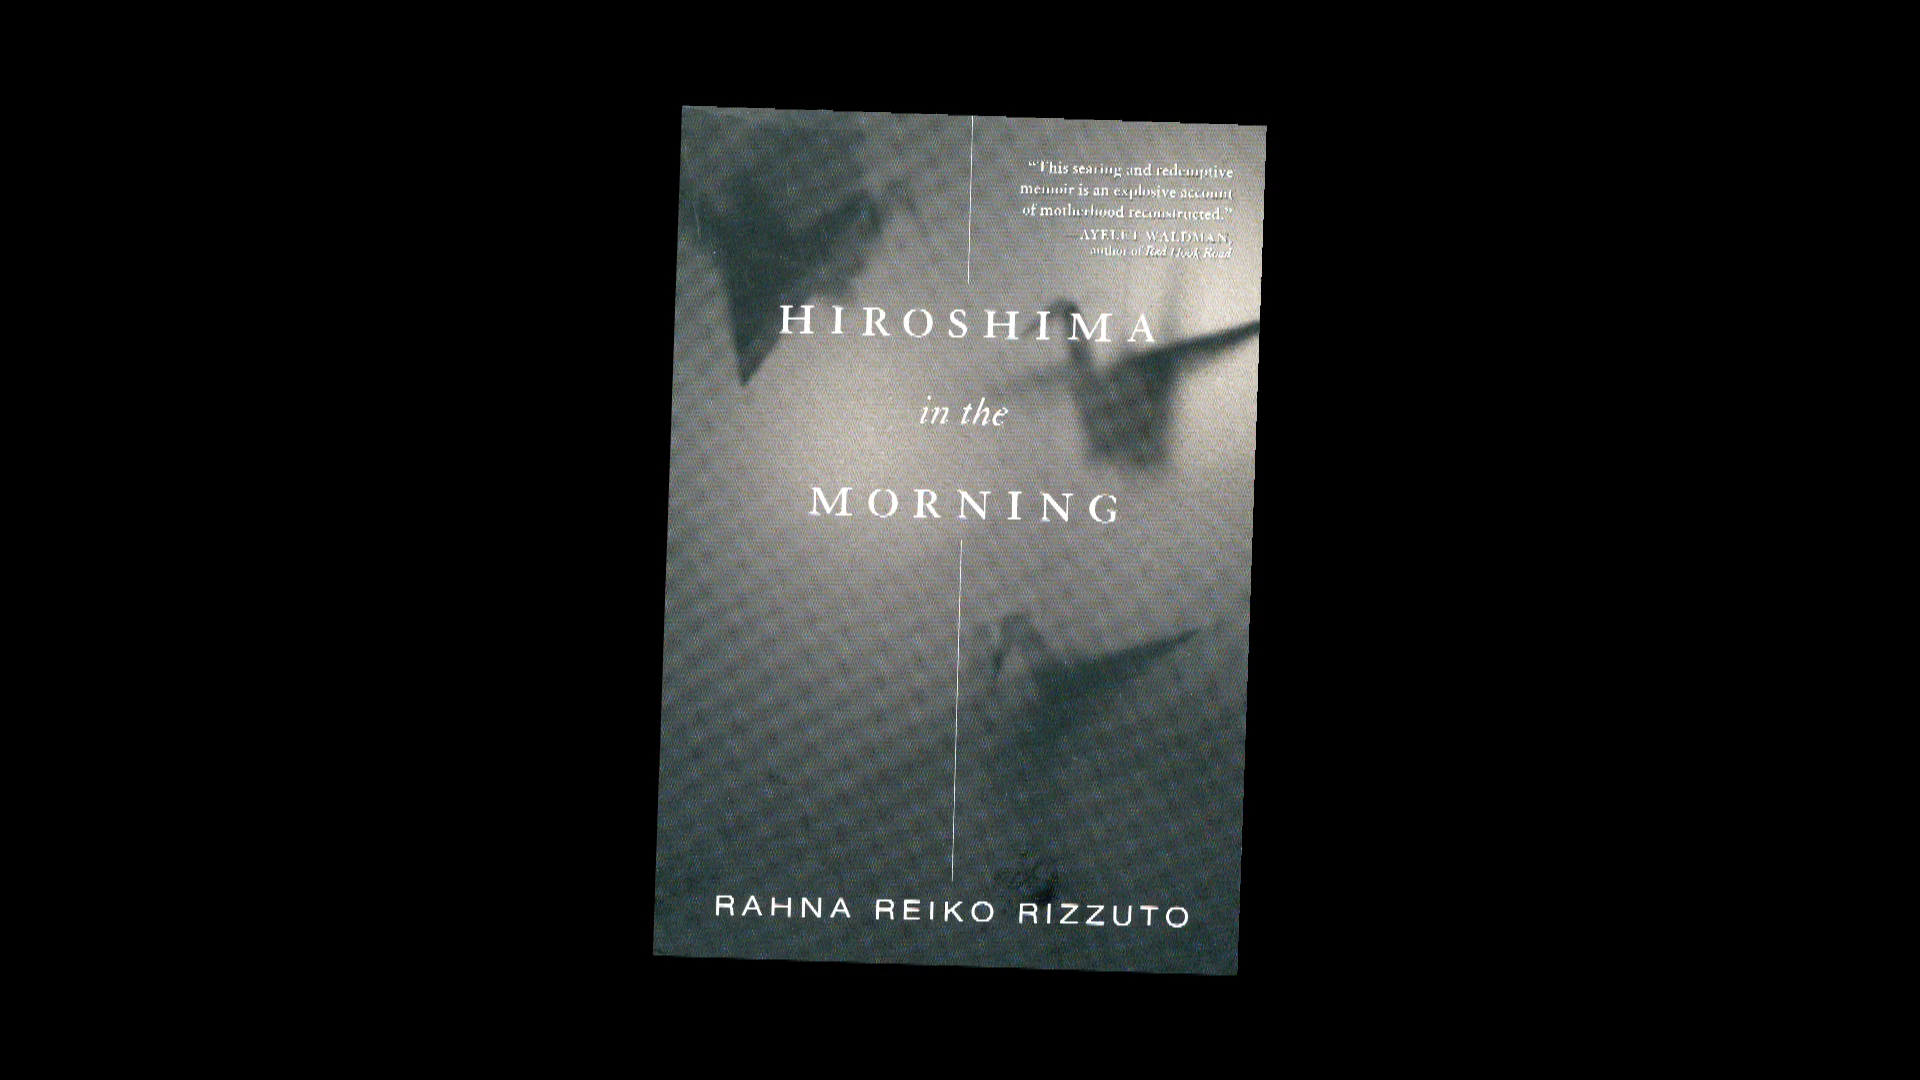 “This searing and redemptive
memoir is an explosive account
of motherhood reconstructed.”
—AYELET WALDMAN,
author of Red Hook Road
HIROSHIMA
in the
MORNING
RAHNA REIKO RIZZUTO